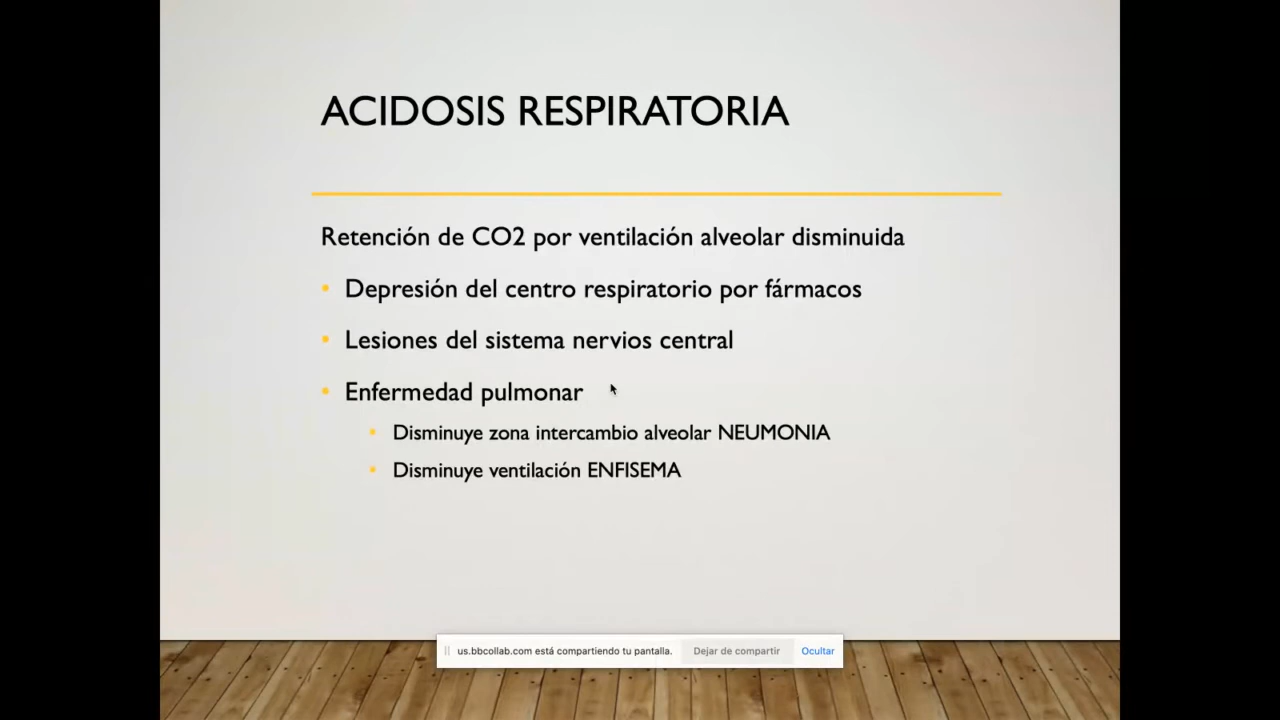 ACIDOSIS RESPIRATORIA
Retención de CO2 por ventilación alveolar disminuida
• Depresión del centro respiratorio por fármacos
• Lesiones del sistema nervios central
• Enfermedad pulmonar
• Disminuye zona intercambio alveolar NEUMONIA
• Disminuye ventilación ENFISEMA
us.bbcollab.com está compartiendo tu pantalla. Dejar de compartir Ocultar